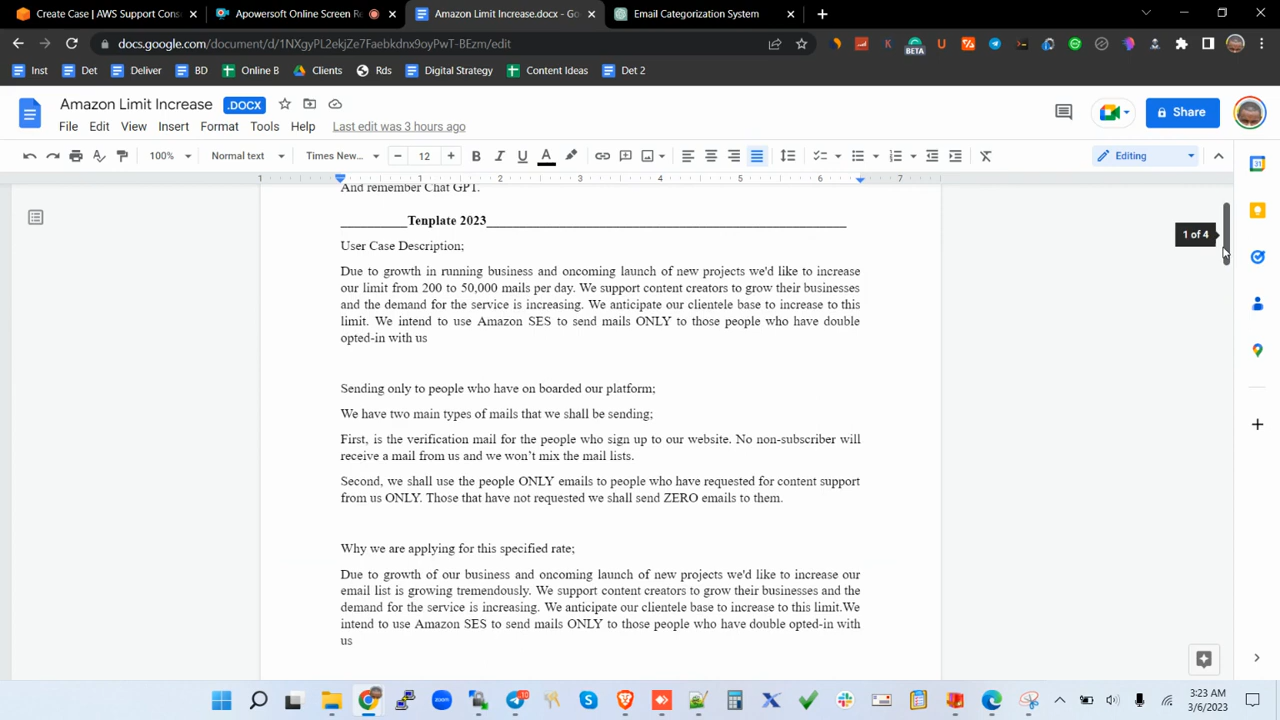 Create Case | AWS Support Cons
Apowersoft Online Screen Re
Amazon Limit Increase.docx - Go
Email Categorization System
docs.google.com/document/d/1NXgyPL2ekjZe7Faebkdnx9oyPwT-BEzm/edit
BETA
Inst
Det
Deliver
BD
Online B
Clients
Rds
Digital Strategy
Content Ideas
Det 2
Amazon Limit Increase
.DOCX
Share
File
Edit
View
Insert
Format
Tools
Help
Last edit was 3 hours ago
100%
Normal text
Times New...
12
Editing
1 1 2 3 4 5 6 7
And remember Chat GPT.
__________Tenplate 2023______________________________________________________
User Case Description;
Due to growth in running business and oncoming launch of new projects we'd like to increase
our limit from 200 to 50,000 mails per day. We support content creators to grow their businesses
and the demand for the service is increasing. We anticipate our clientele base to increase to this
limit. We intend to use Amazon SES to send mails ONLY to those people who have double
opted-in with us
Sending only to people who have on boarded our platform;
We have two main types of mails that we shall be sending;
First, is the verification mail for the people who sign up to our website. No non-subscriber will
receive a mail from us and we won't mix the mail lists.
Second, we shall use the people ONLY emails to people who have requested for content support
from us ONLY. Those that have not requested we shall send ZERO emails to them.
Why we are applying for this specified rate;
Due to growth of our business and oncoming launch of new projects we'd like to increase our
email list is growing tremendously. We support content creators to grow their businesses and the
demand for the service is increasing. We anticipate our clientele base to increase to this limit.We
intend to use Amazon SES to send mails ONLY to those people who have double opted-in with
us
1 of 4
31
zoom
10
3:23 AM
3/6/2023